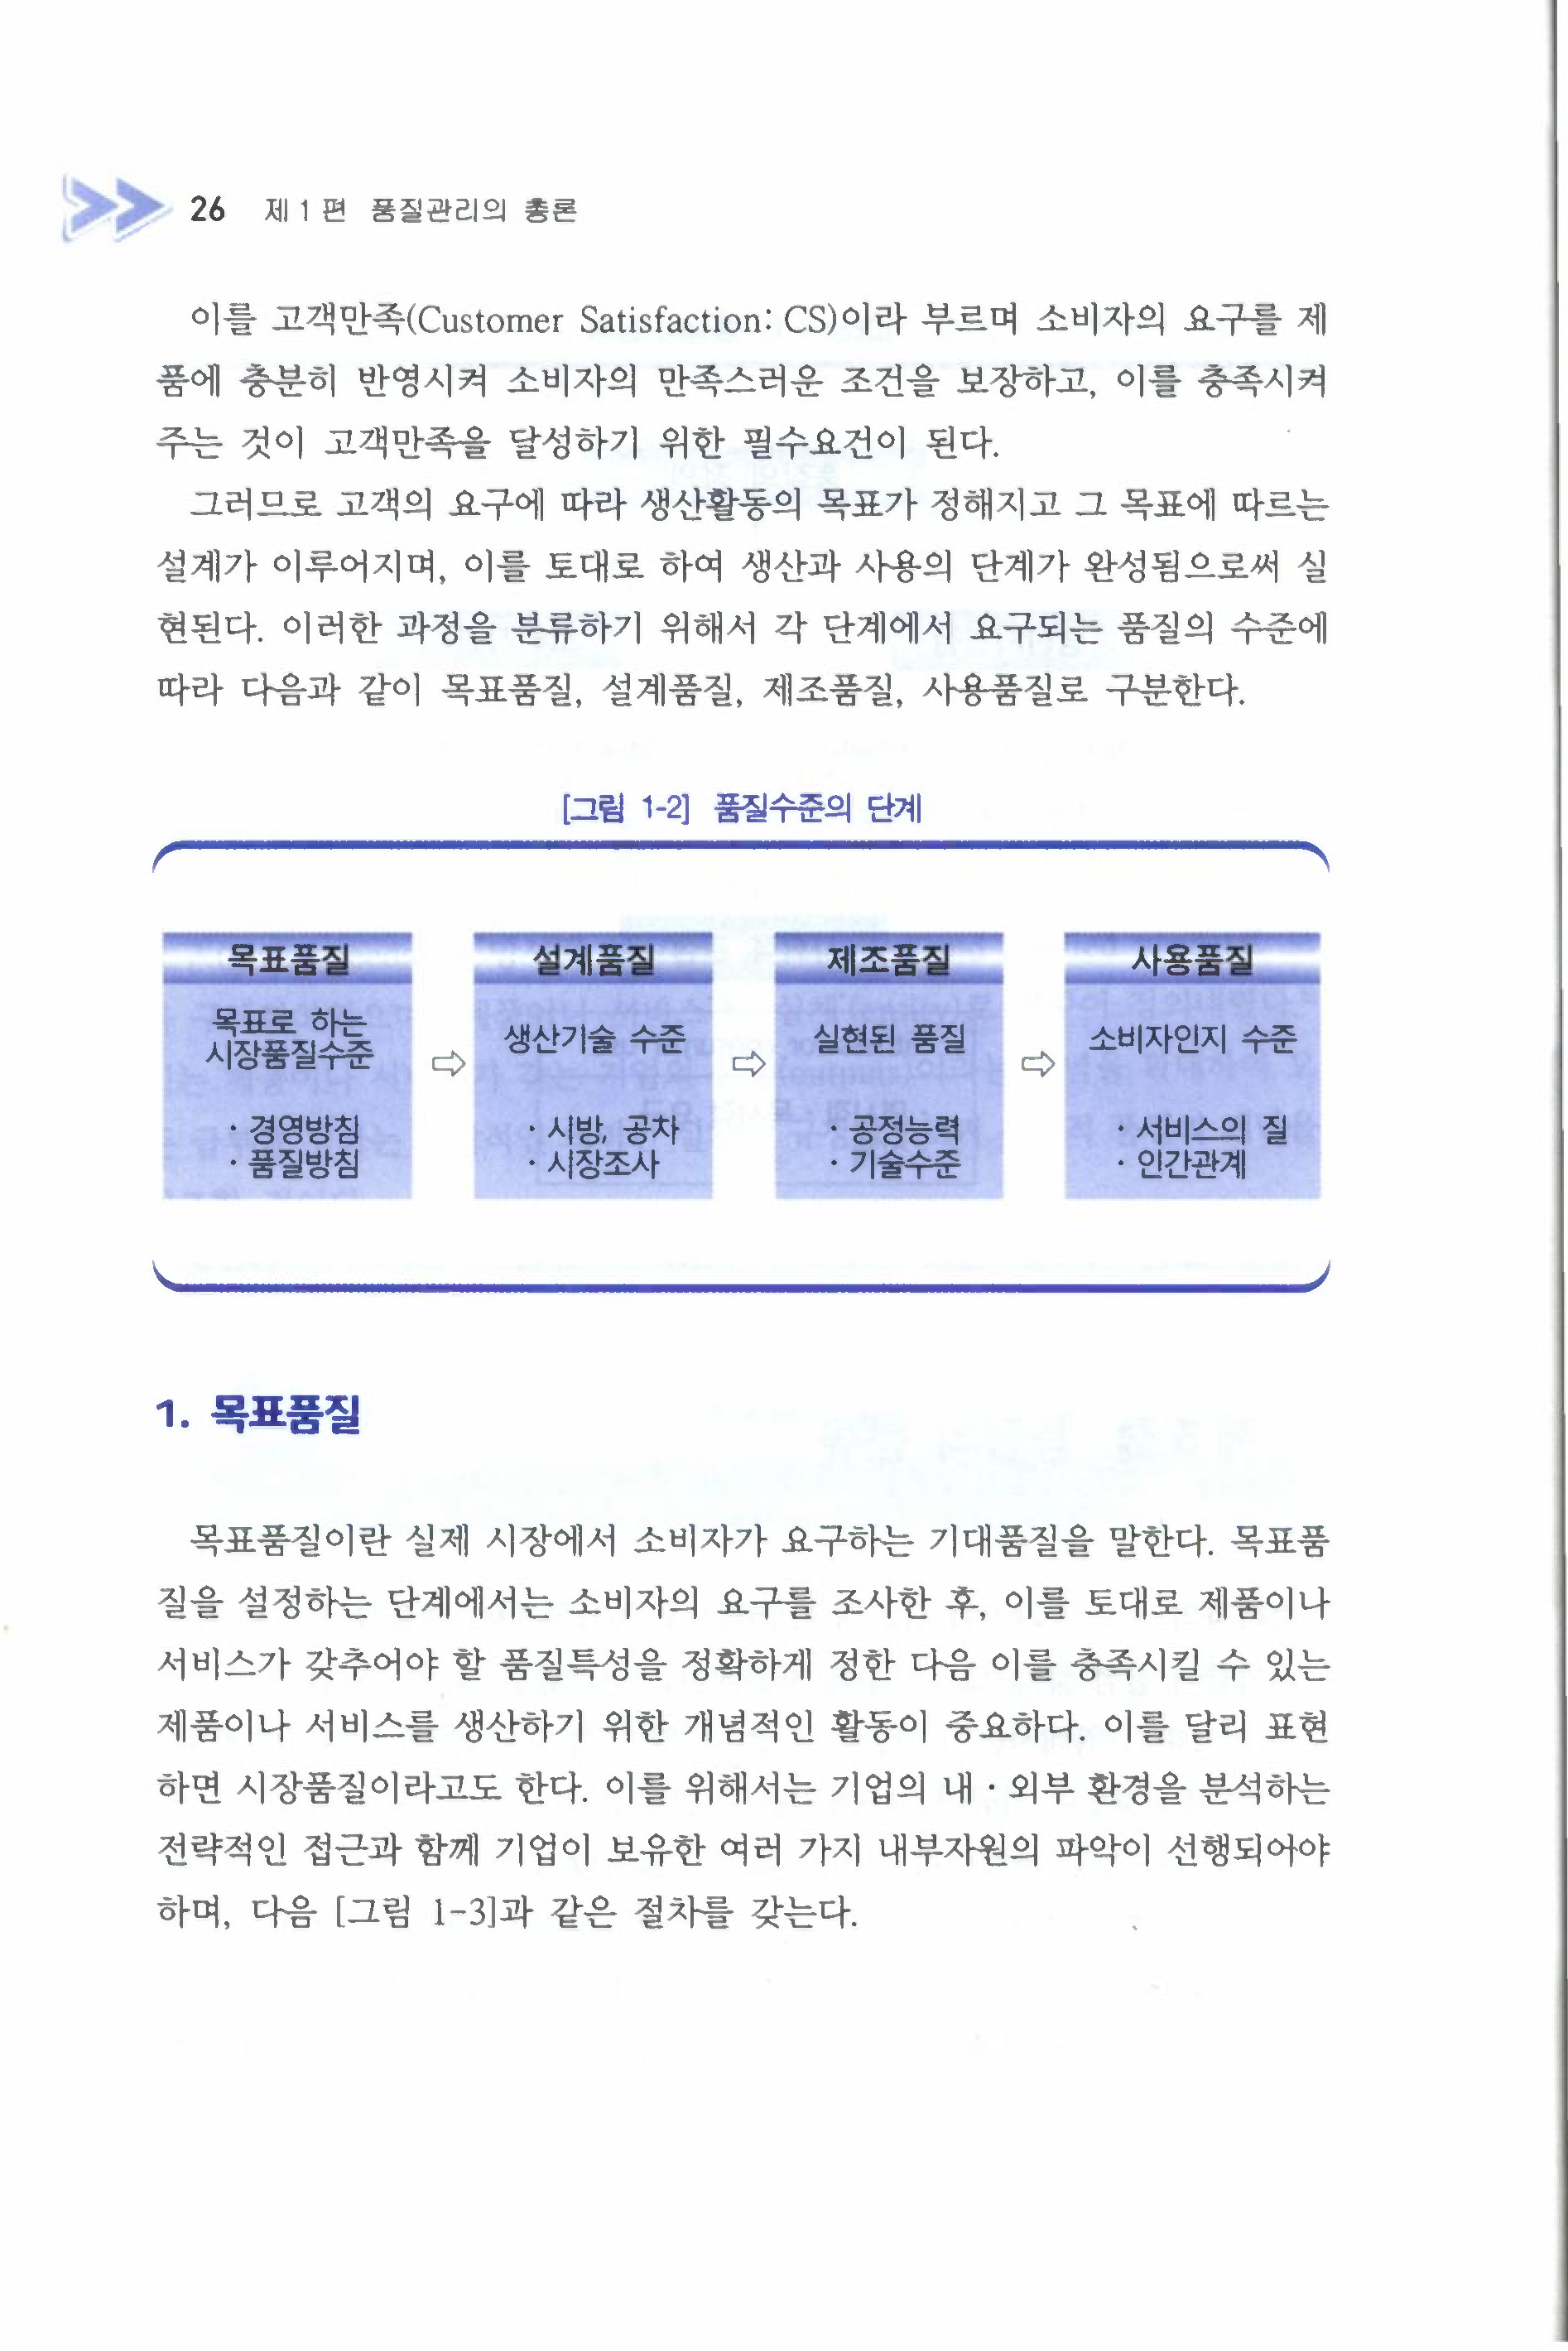 26 제 1 편 품질관리의 총론
이를 고객만족(Customer Satisfaction: CS)이라 부르며 소비자의 요구를 제
품에 충분히 반영시켜 소비자의 만족스러운 조건을 보장하고, 이를 충족시켜
주는 것이 고객만족을 달성하기 위한 필수요건이 된다.
그러므로 고객의 요구에 따라 생산활동의 목표가 정해지고 그 목표에 따르는
설계가 이루어지며, 이를 토대로 하여 생산과 사용의 단계가 완성됨으로써 실
현된다. 이러한 과정을 분류하기 위해서 각 단계에서 요구되는 품질의 수준에
따라 다음과 같이 목표품질, 설계품질, 제조품질, 사용품질로 구분한다.
[그림 1-2] 품질수준의 단계
목표품질
목표로 하는
시장품질수준
· 경영방침
· 품질방침
설계품질
생산기술 수준
· 시방, 공차
· 시장조사
제조품질
실현된 품질
· 공정능력
· 기술수준
사용품질
소비자인지 수준
· 서비스의 질
· 인간관계
1. 목표품질
목표품질이란 실제 시장에서 소비자가 요구하는 기대품질을 말한다. 목표품
질을 설정하는 단계에서는 소비자의 요구를 조사한 후, 이를 토대로 제품이나
서비스가 갖추어야 할 품질특성을 정확하게 정한 다음 이를 충족시킬 수 있는
제품이나 서비스를 생산하기 위한 개념적인 활동이 중요하다. 이를 달리 표현
하면 시장품질이라고도 한다. 이를 위해서는 기업의 내 · 외부 환경을 분석하는
전략적인 접근과 함께 기업이 보유한 여러 가지 내부자원의 파악이 선행되어야
하며, 다음 [그림 1-3]과 같은 절차를 갖는다.